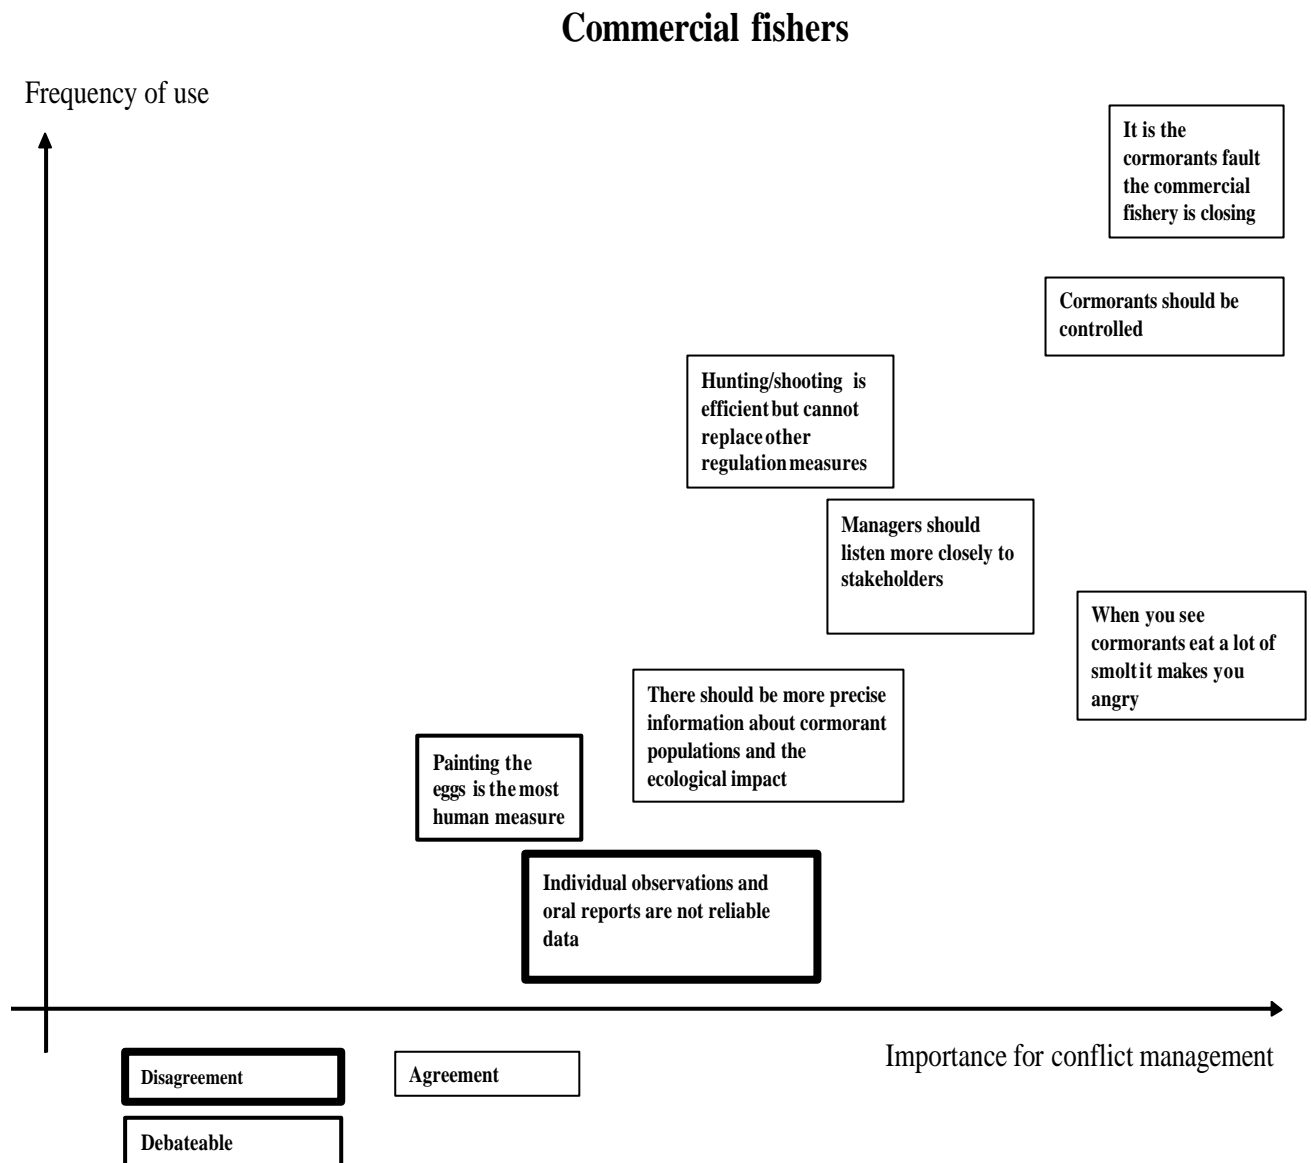 Commercial fishers
Frequency of use
It is the
cormorants fault
the commercial
fishery is closing
Cormorants should be
controlled
Hunting/shooting is
efficient but cannot
replace other
regulation measures
Managers should
listen more closely to
stakeholders
When you see
cormorants eat a lot of
smolt it makes you
angry
There should be more precise
information about cormorant
populations and the
ecological impact
Painting the
eggs is the most
human measure
Individual observations and
oral reports are not reliable
data
Importance for conflict management
Disagreement
Agreement
Debateable